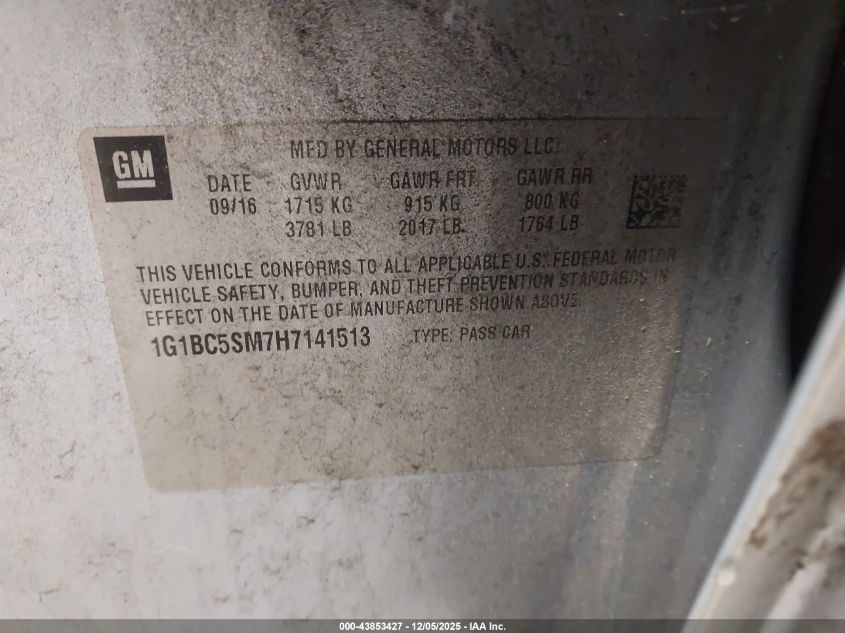 GM
MFD BY GENERAL MOTORS LLC
DATE GVWR GAWR FRT GAWR RR
09/16 1715 KG 915 KG 800 KG
3781 LB 2017 LB 1764 LB
THIS VEHICLE CONFORMS TO ALL APPLICABLE U.S. FEDERAL MOTOR
VEHICLE SAFETY, BUMPER, AND THEFT PREVENTION STANDARDS IN
EFFECT ON THE DATE OF MANUFACTURE SHOWN ABOVE.
1G1BC5SM7H7141513 TYPE: PASS CAR
000-43853427 - 12/05/2025 - IAA Inc.